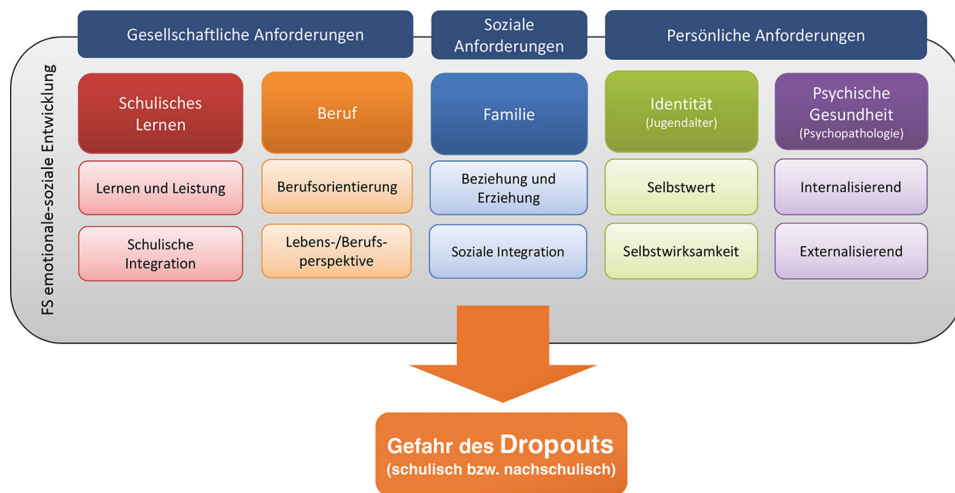 Gesellschaftliche Anforderungen
Soziale
Anforderungen
Persönliche Anforderungen
FS emotionale-soziale Entwicklung
Schulisches
Lernen
Beruf
Familie
Identität
(Jugendalter)
Psychische
Gesundheit
(Psychopathologie)
Lernen und Leistung
Berufsorientierung
Beziehung und
Erziehung
Selbstwert
Internalisierend
Schulische
Integration
Lebens-/Berufs-
perspektive
Soziale Integration
Selbstwirksamkeit
Externalisierend
Gefahr des Dropouts
(schulisch bzw. nachschulisch)